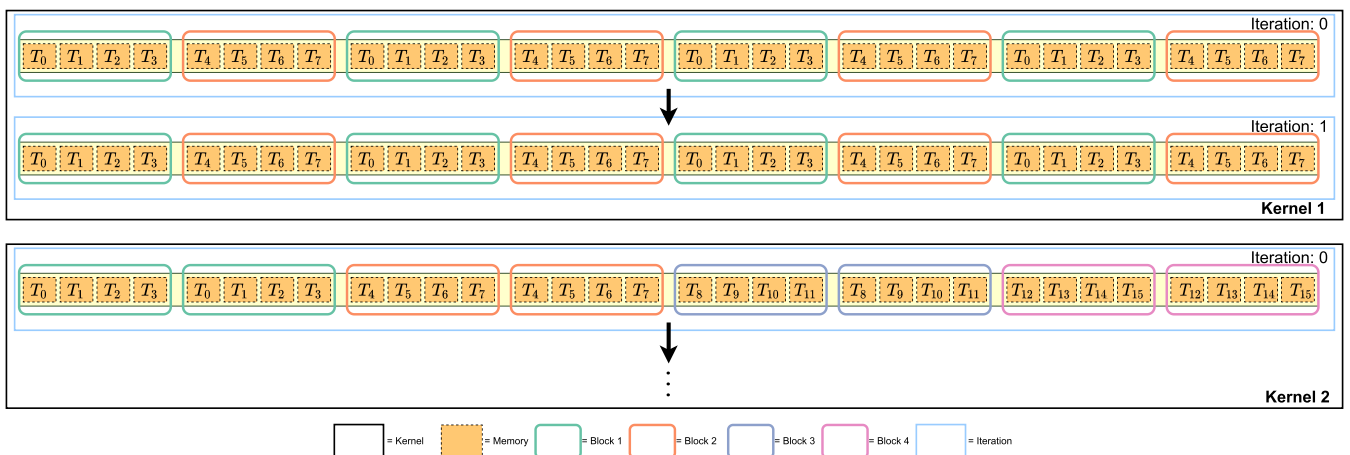 Iteration: 0
T0 T1 T2 T3 T4 T5 T6 T7 T0 T1 T2 T3 T4 T5 T6 T7 T0 T1 T2 T3 T4 T5 T6 T7 T0 T1 T2 T3 T4 T5 T6 T7
Iteration: 1
T0 T1 T2 T3 T4 T5 T6 T7 T0 T1 T2 T3 T4 T5 T6 T7 T0 T1 T2 T3 T4 T5 T6 T7 T0 T1 T2 T3 T4 T5 T6 T7
Kernel 1
Iteration: 0
T0 T1 T2 T3 T0 T1 T2 T3 T4 T5 T6 T7 T4 T5 T6 T7 T8 T9 T10 T11 T8 T9 T10 T11 T12 T13 T14 T15 T12 T13 T14 T15
Kernel 2
= Kernel = Memory = Block 1 = Block 2 = Block 3 = Block 4 = Iteration